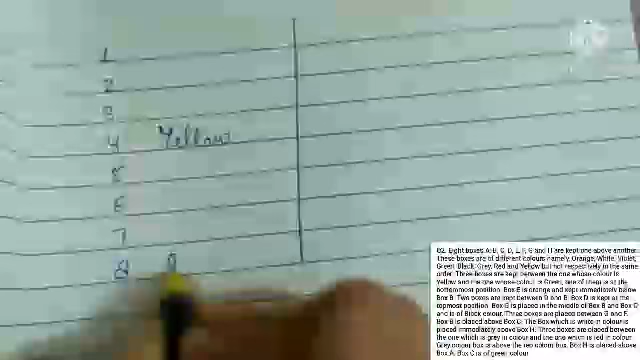 1
2
3
4 Yellow
5
6
7
8
02. Eight boxes A, B, C, D, E, F, G and H are kept one above another.
These boxes are of different colours namely, Orange, White, Violet,
Green, Black, Grey, Red and Yellow but not respectively in the same
order. Three boxes are kept between the one whose colour is
Yellow and the one whose colour is Green, one of them is at the
bottommost position. Box E is orange and kept immediately below
Box B. Two boxes are kept between D and B. Box D is kept at the
topmost position. Box G is placed in the middle of Box B and Box C
and is of Black colour. Three boxes are placed between G and F.
Box B is placed above Box G. The Box which is white in colour is
placed immediately above Box H. Three boxes are placed between
the one which is grey in colour and the one which is red in colour.
Grey colour box is above the red colour box. Box H is placed above
Box A. Box C is of green colour